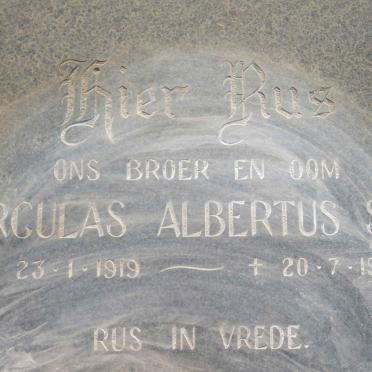 Hier Rus
ONS BROER EN OOM
RCULAS ALBERTUS S
23·1·1919 — + 20·7·19
RUS IN VREDE.